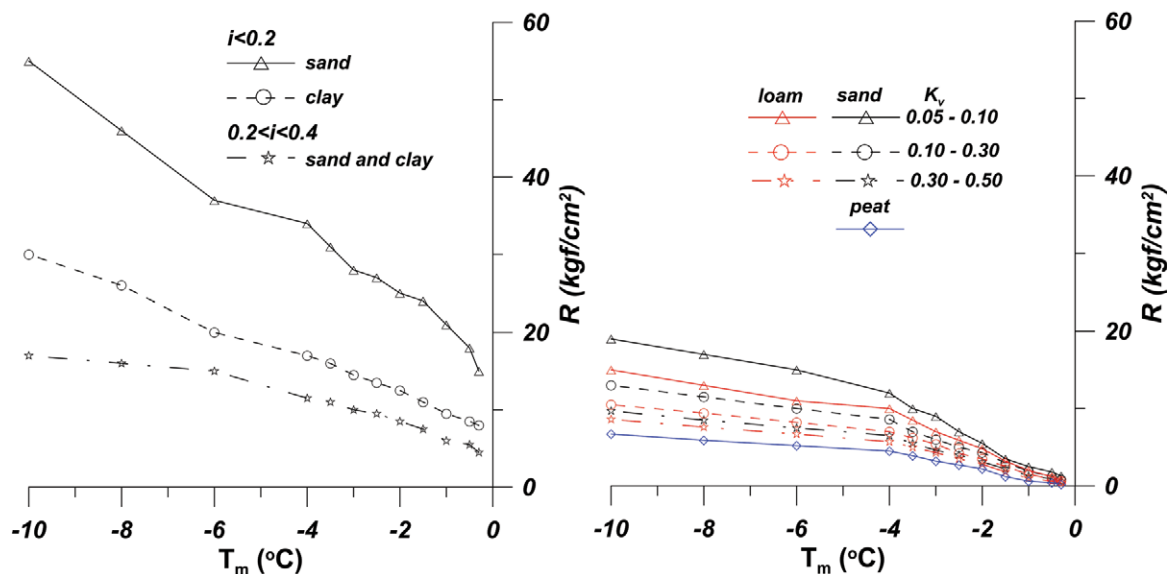 i<0.2
sand
clay
0.2<i<0.4
sand and clay
60
40
20
0
R (kgf/cm²)
-10 -8 -6 -4 -2 0
Tm (°C)
loam sand Kv
0.05 - 0.10
0.10 - 0.30
0.30 - 0.50
peat
60
40
20
0
R (kgf/cm²)
-10 -8 -6 -4 -2 0
Tm (°C)